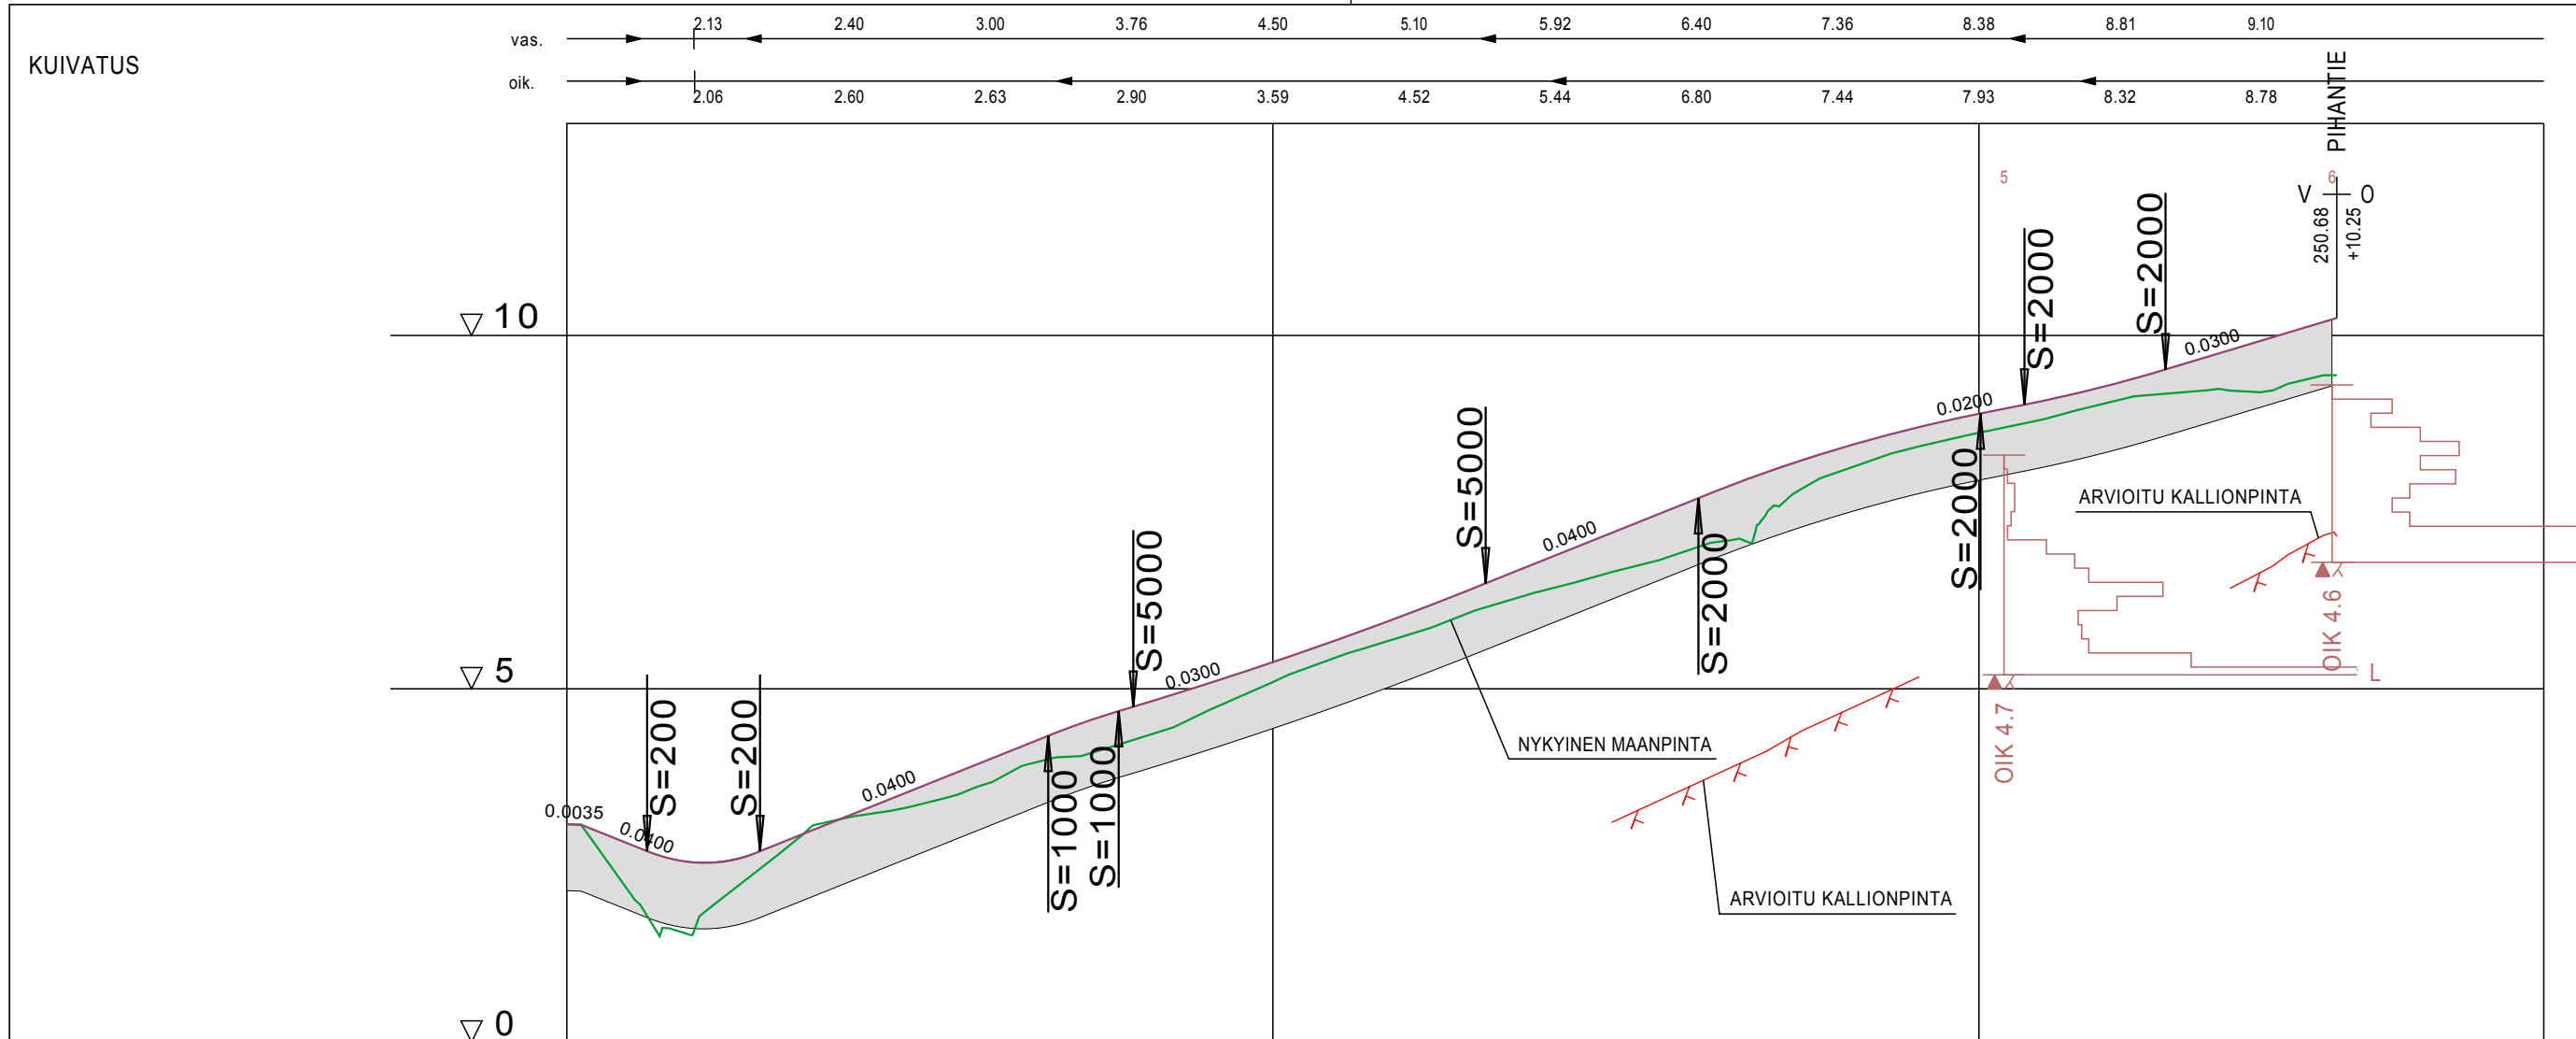 2.13 2.40 3.00 3.76 4.50 5.10 5.92 6.40 7.36 8.38 8.81 9.10
vas.
KUIVATUS
oik.
2.06 2.60 2.63 2.90 3.59 4.52 5.44 6.80 7.44 7.93 8.32 8.78
PIHANTIE
5
6
V O
250.68
+10.25
S=2000
S=2000
10
0.0300
0.0200
S=5000
S=2000
ARVIOITU KALLIONPINTA
0.0400
S=5000
S=2000
OIK 4.6
5
0.0300
L
S=200
S=200
OIK 4.7
NYKYINEN MAANPINTA
0.0400
S=1000
S=1000
0.0035
0.0400
ARVIOITU KALLIONPINTA
0